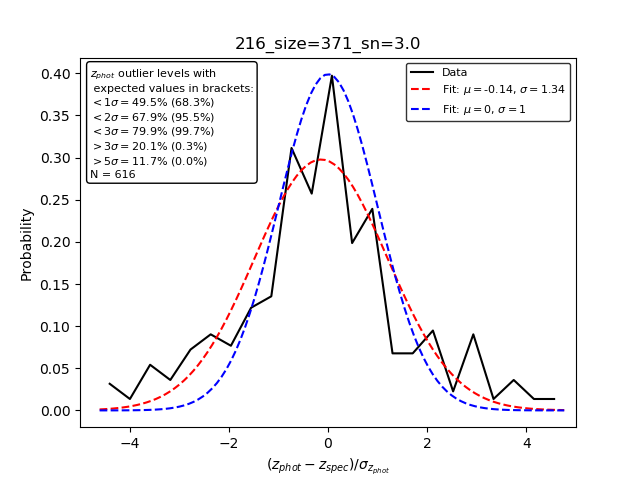 216_size=371_sn=3.0
z_phot outlier levels with
expected values in brackets:
< 1σ = 49.5% (68.3%)
< 2σ = 67.9% (95.5%)
< 3σ = 79.9% (99.7%)
> 3σ = 20.1% (0.3%)
> 5σ = 11.7% (0.0%)
N = 616
Data
Fit: μ = -0.14, σ = 1.34
Fit: μ = 0, σ = 1
0.40
0.35
0.30
0.25
0.20
0.15
0.10
0.05
0.00
Probability
−4 −2 0 2 4
(z_phot − z_spec)/σ_z_phot